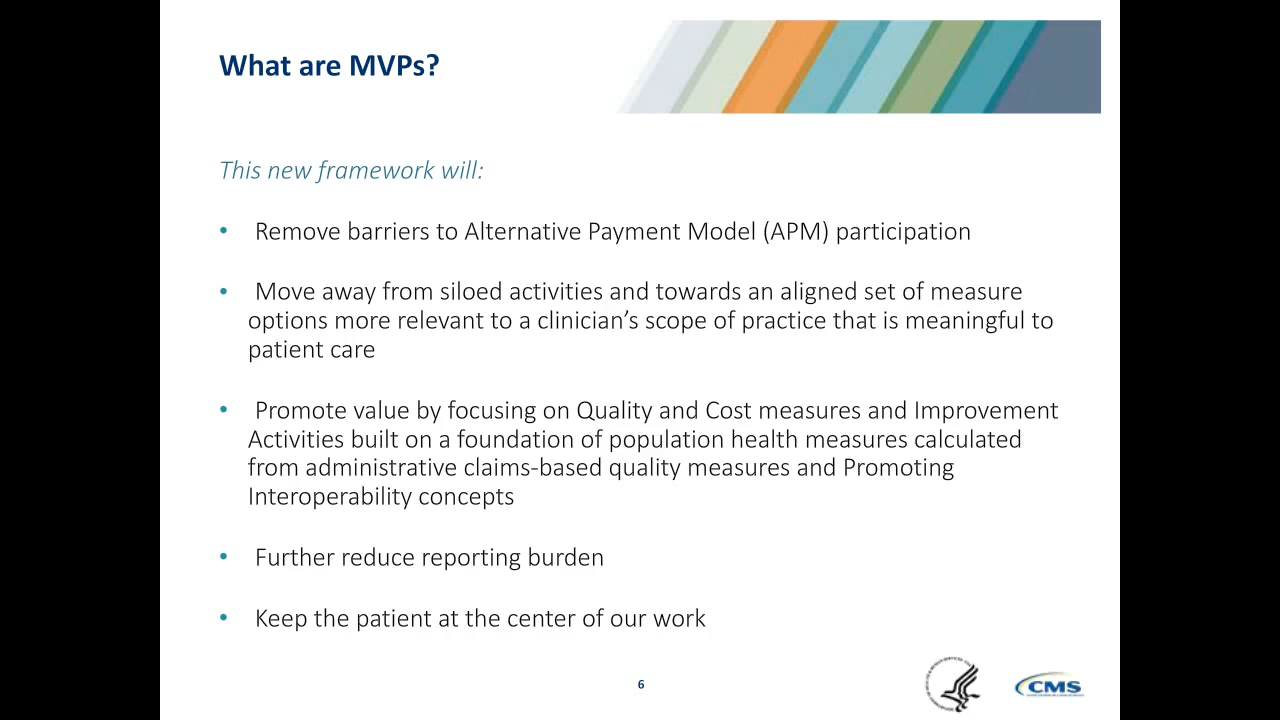 What are MVPs?
This new framework will:
• Remove barriers to Alternative Payment Model (APM) participation
• Move away from siloed activities and towards an aligned set of measure
options more relevant to a clinician’s scope of practice that is meaningful to
patient care
• Promote value by focusing on Quality and Cost measures and Improvement
Activities built on a foundation of population health measures calculated
from administrative claims-based quality measures and Promoting
Interoperability concepts
• Further reduce reporting burden
• Keep the patient at the center of our work
6
CMS